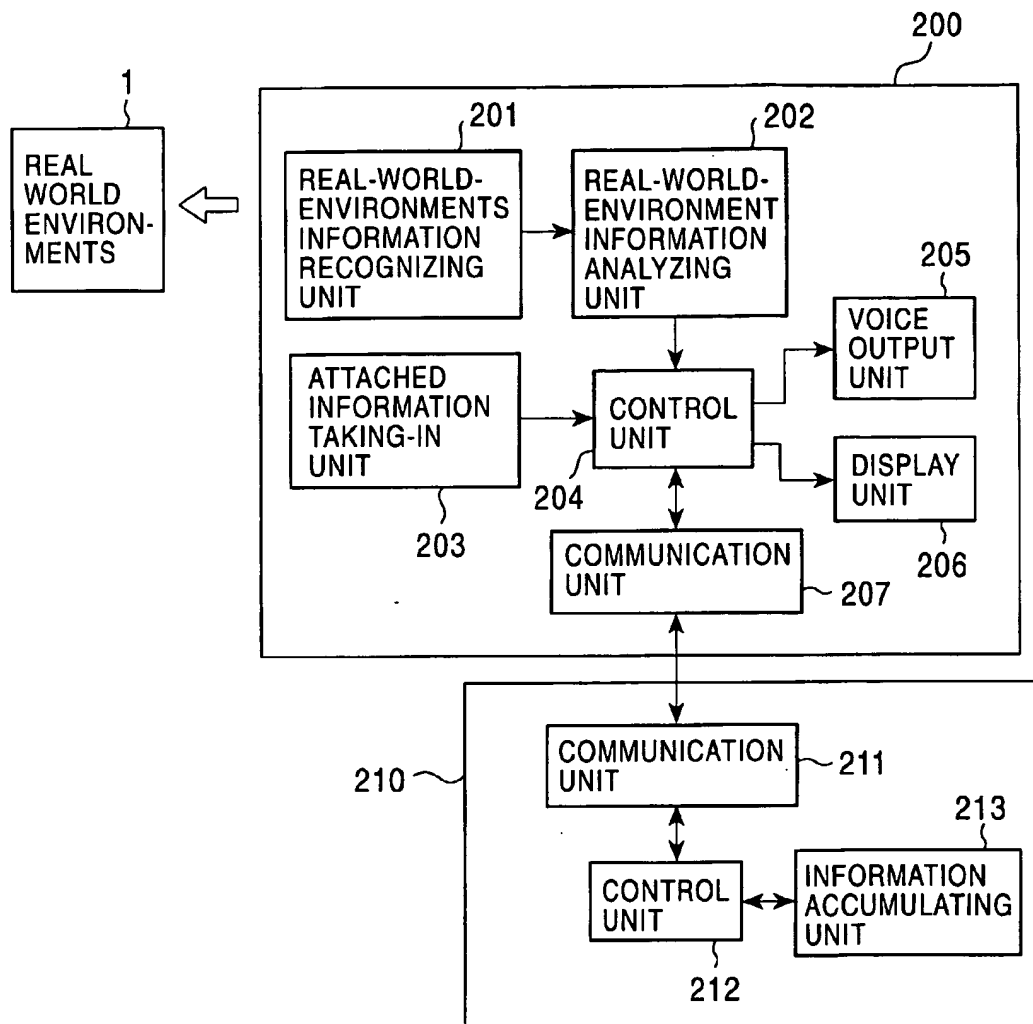 200
1
REAL
WORLD
ENVIRON-
MENTS
201
REAL-WORLD-
ENVIRONMENTS
INFORMATION
RECOGNIZING
UNIT
202
REAL-WORLD-
ENVIRONMENT
INFORMATION
ANALYZING
UNIT
205
VOICE
OUTPUT
UNIT
ATTACHED
INFORMATION
TAKING-IN
UNIT
203
CONTROL
UNIT
204
DISPLAY
UNIT
206
COMMUNICATION
UNIT
207
210
COMMUNICATION
UNIT
211
CONTROL
UNIT
212
213
INFORMATION
ACCUMULATING
UNIT